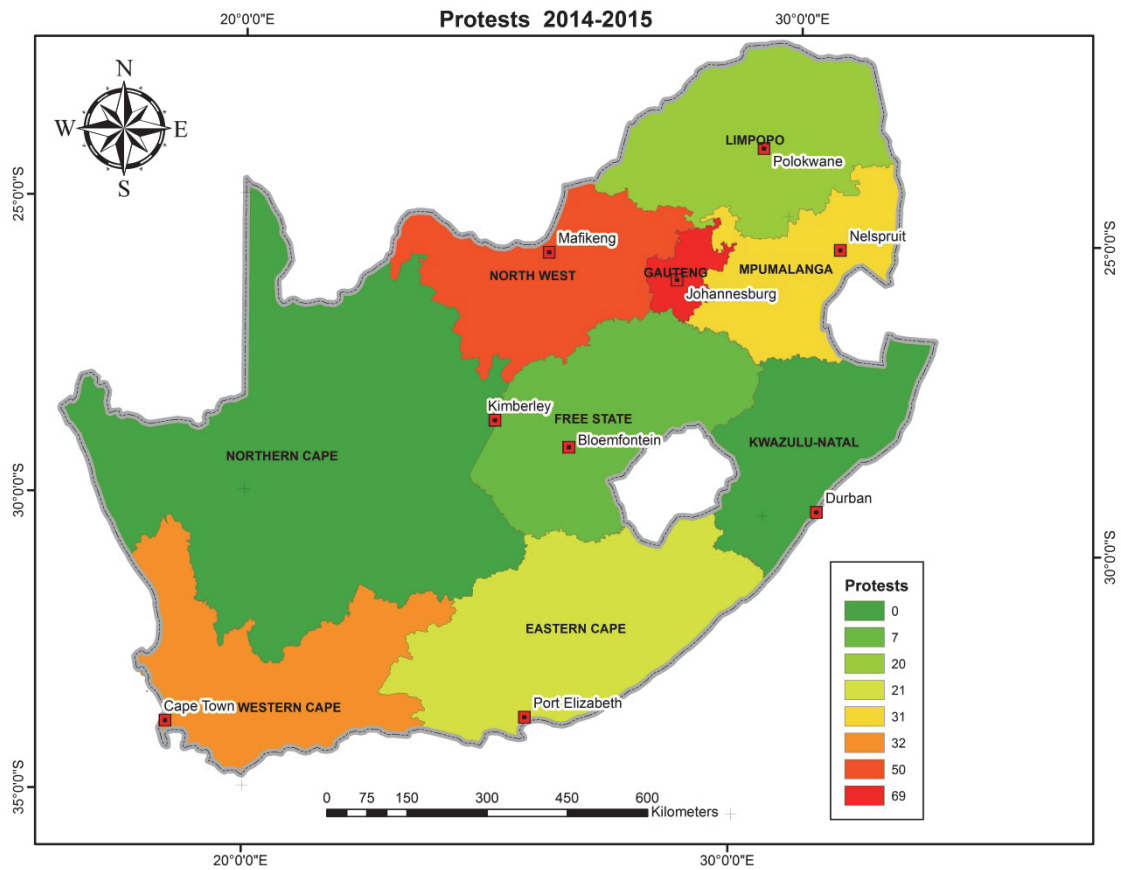 Protests 2014-2015
20°0'0"E
30°0'0"E
N
W
E
S
25°0'0"S
25°0'0"S
LIMPOPO
Polokwane
Mafikeng
Nelspruit
NORTH WEST
GAUTENG
MPUMALANGA
Johannesburg
Kimberley
FREE STATE
Bloemfontein
KWAZULU-NATAL
NORTHERN CAPE
Durban
30°0'0"S
30°0'0"S
EASTERN CAPE
Port Elizabeth
Cape Town
WESTERN CAPE
Protests
0
7
20
21
31
32
50
69
35°0'0"S
0 75 150 300 450 600
Kilometers
20°0'0"E
30°0'0"E